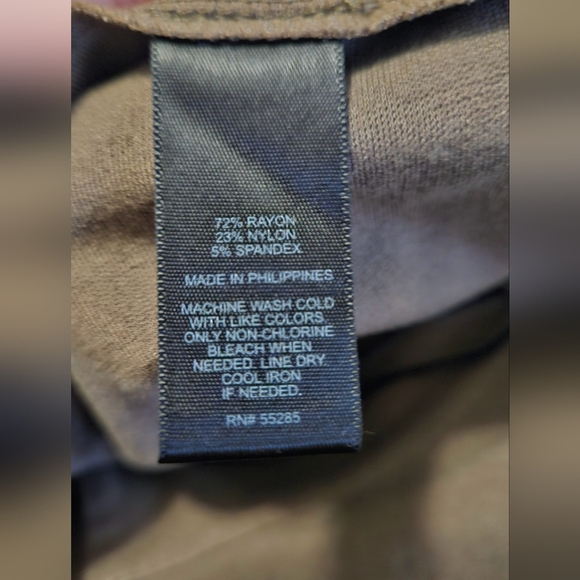 72% RAYON
23% NYLON
5% SPANDEX
MADE IN PHILIPPINES
MACHINE WASH COLD
WITH LIKE COLORS
ONLY NON-CHLORINE
BLEACH WHEN
NEEDED. LINE DRY
COOL IRON
IF NEEDED.
RN# 55285